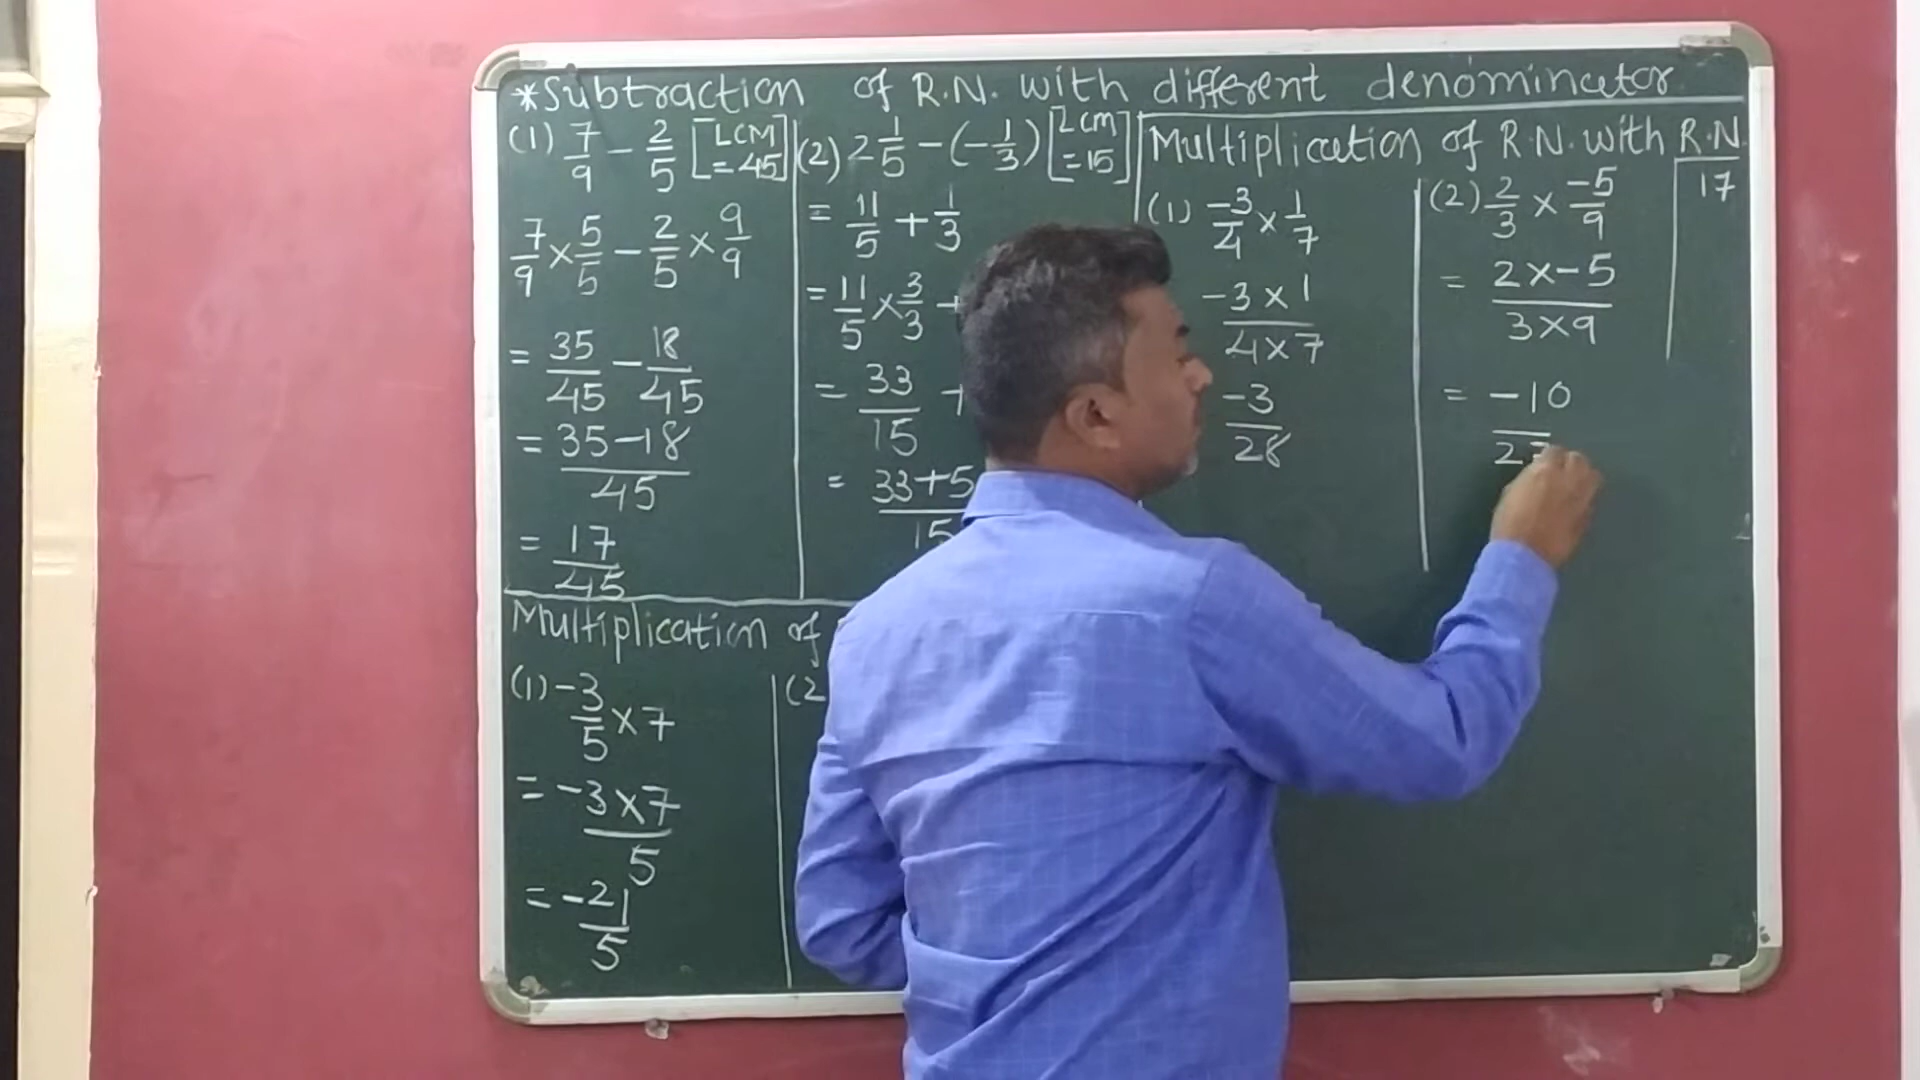 *Subtraction of R.N. with different denominator
(1) 7/9 - 2/5 [LCM = 45]
7/9 × 5/5 - 2/5 × 9/9
= 35/45 - 18/45
= 35-18/45
= 17/45
(2) 2 1/5 - (-1/3) [LCM = 15]
= 11/5 + 1/3
= 11/5 × 3/3 +
= 33/15 +
= 33+5/15
Multiplication of R.N. with R.N.
17
(1) -3/4 × 1/7
-3×1/4×7
-3/28
(2) 2/3 × -5/9
= 2×-5/3×9
= -10/27
Multiplication of
(1) -3/5 × 7
= -3×7/5
= -21/5
(2